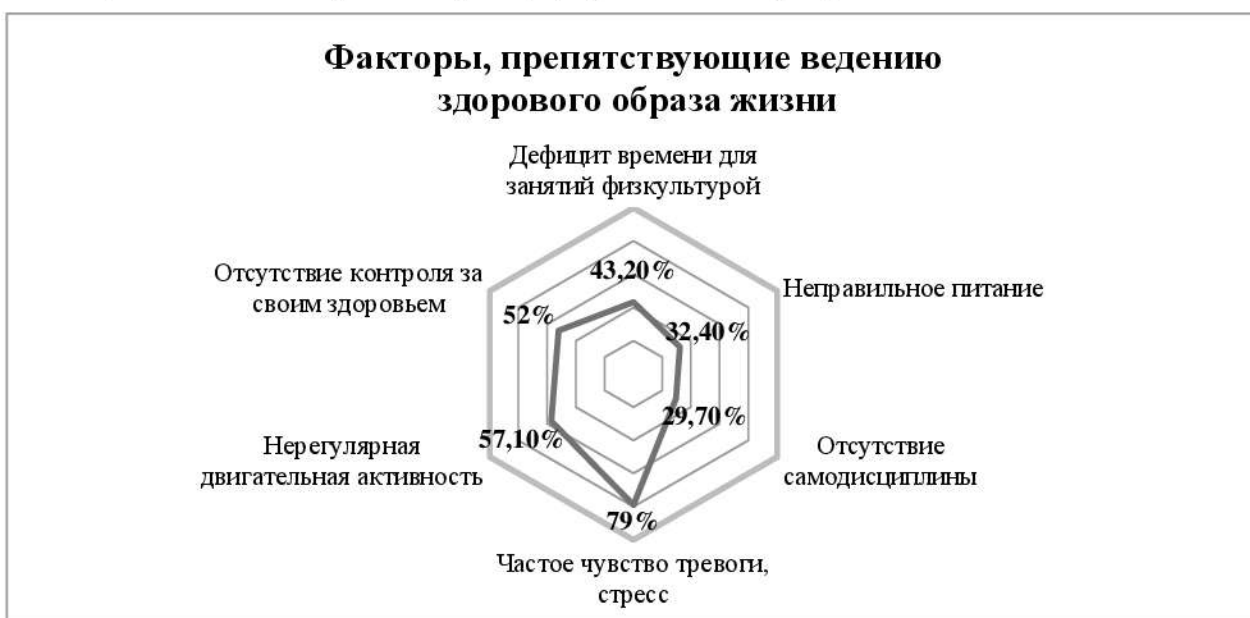 Факторы, препятствующие ведению
здорового образа жизни
Дефицит времени для
занятий физкультурой
43,20%
Неправильное питание
32,40%
Отсутствие
самодисциплины
29,70%
Частое чувство тревоги,
стресс
79%
Нерегулярная
двигательная активность
57,10%
Отсутствие контроля за
своим здоровьем
52%